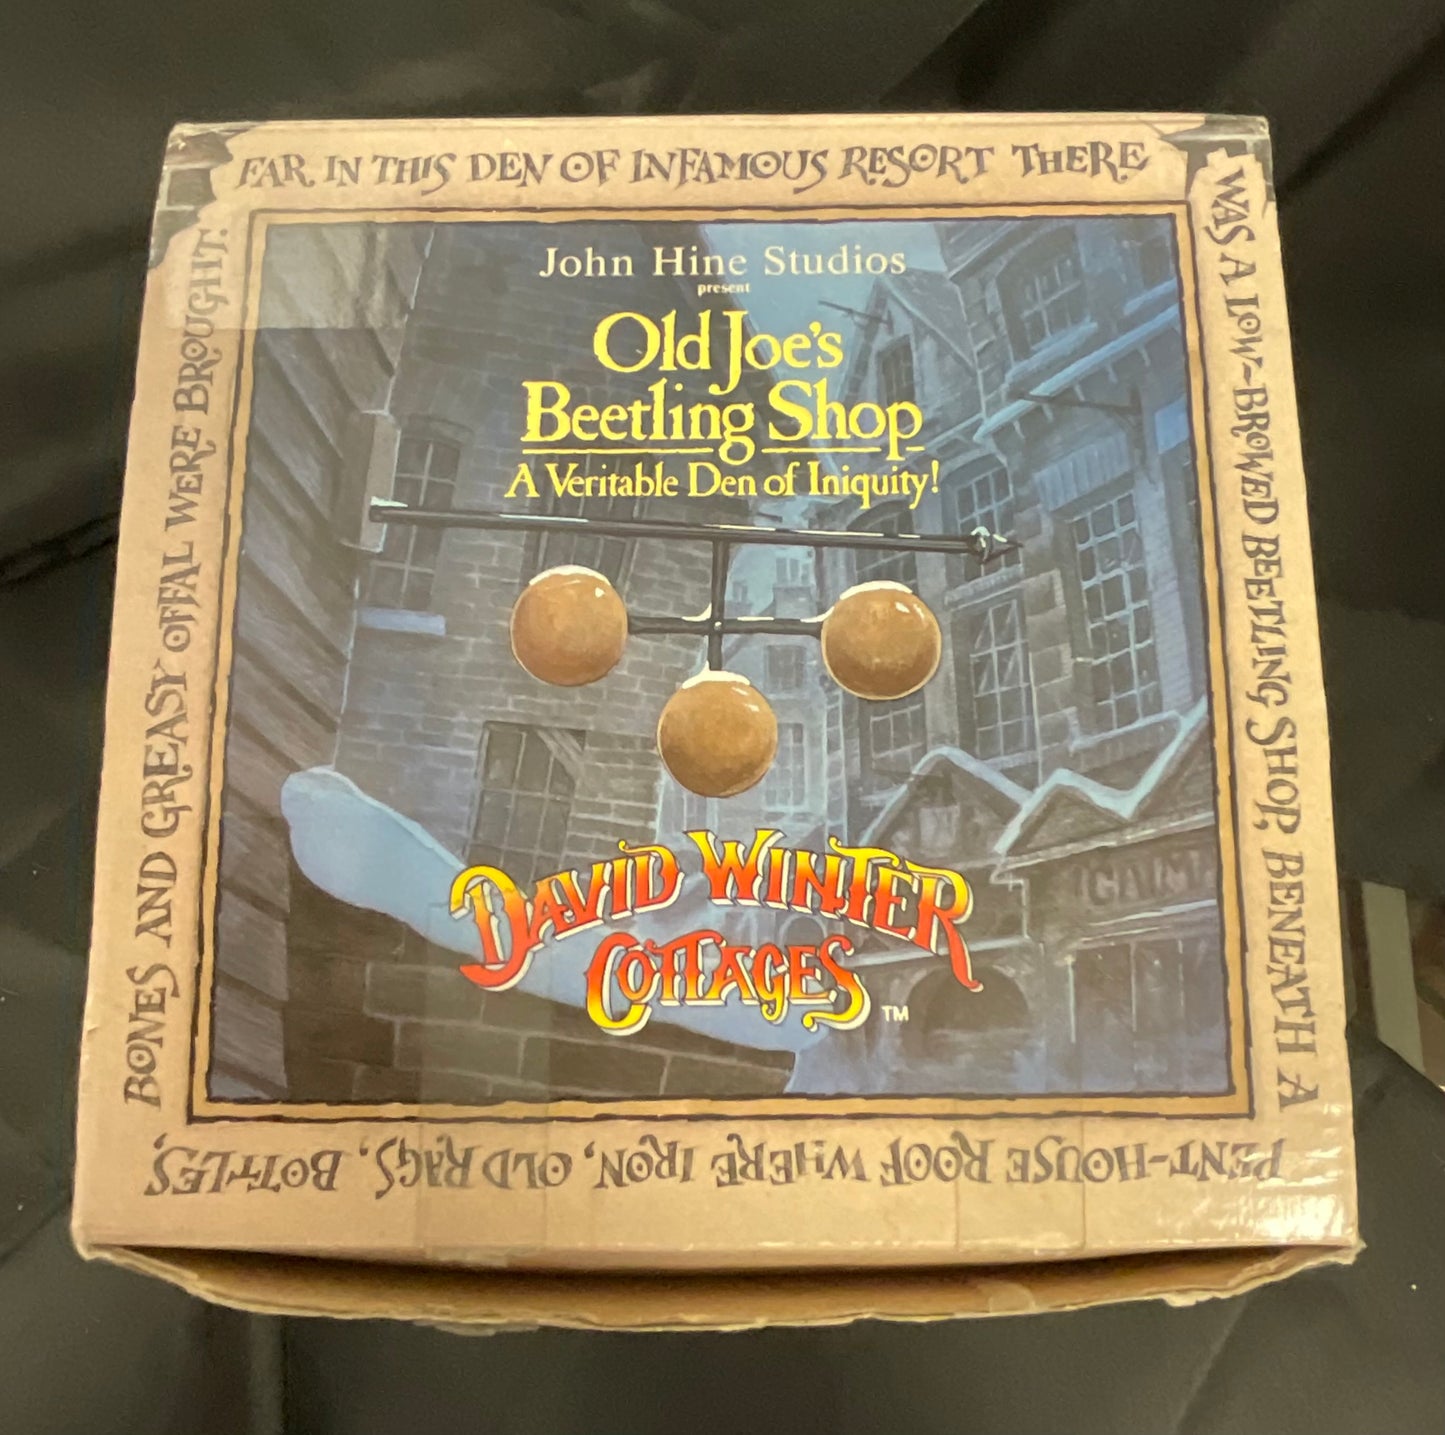 FAR IN THIS DEN OF INFAMOUS RESORT THERE
WAS A LOW-BROWED BEETLING SHOP, BENEATH A
PENT-HOUSE ROOF WHERE IRON, OLD RAGS, BOTTLES,
BONES AND GREASY OFFAL WERE BROUGHT.
John Hine Studios
present
Old Joe's
Beetling Shop
A Veritable Den of Iniquity!
DAVID WINTER
COTTAGES ™